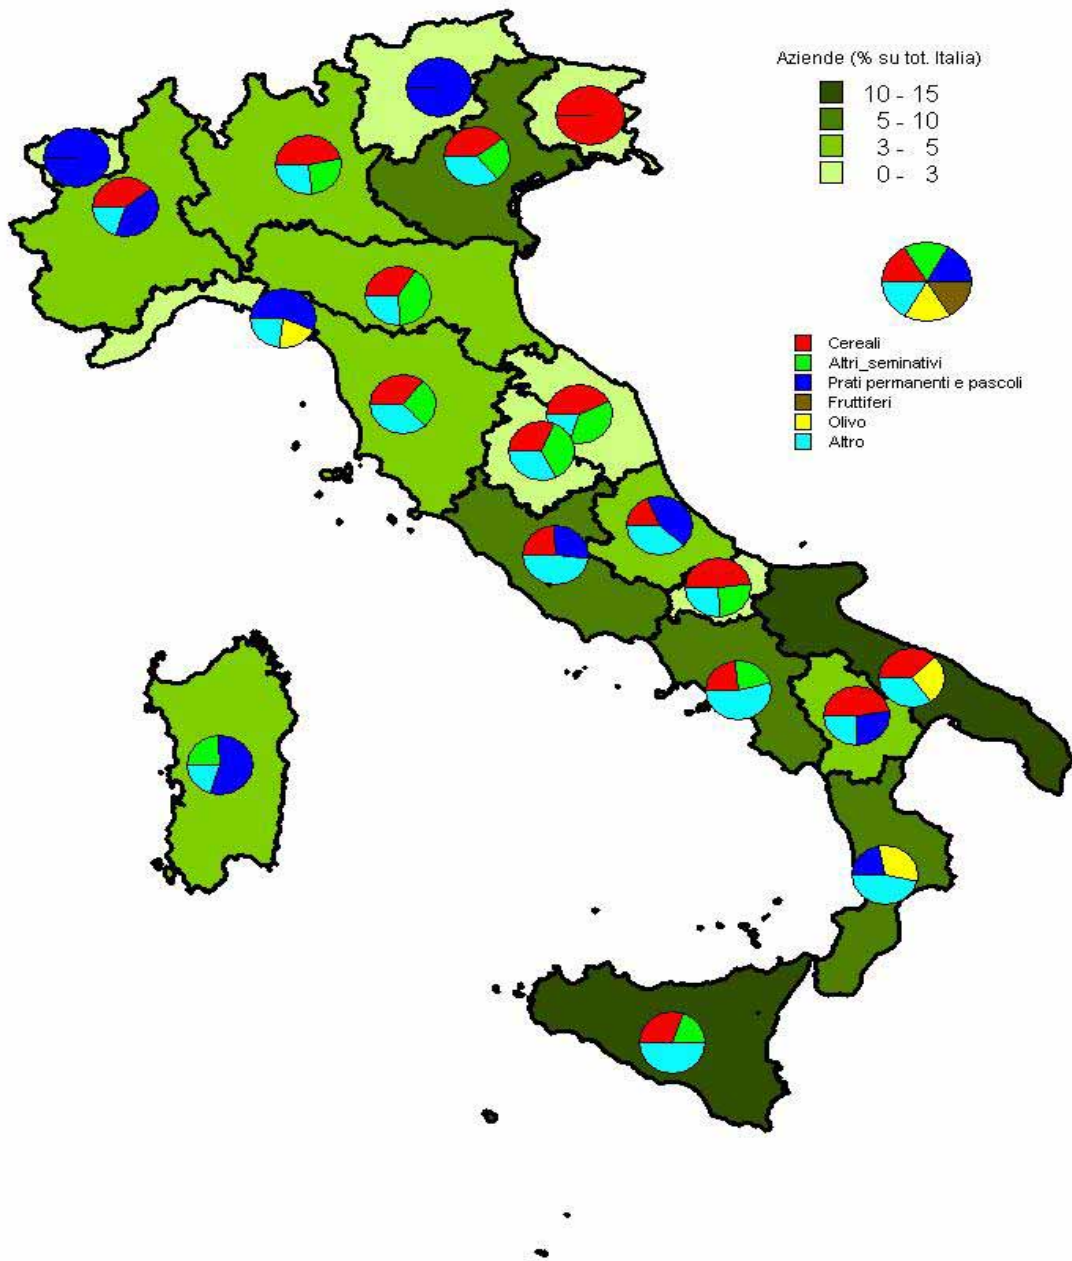 Aziende (% su tot. Italia)
10 - 15
5 - 10
3 - 5
0 - 3
Cereali
Altri_seminativi
Prati permanenti e pascoli
Fruttiferi
Olivo
Altro